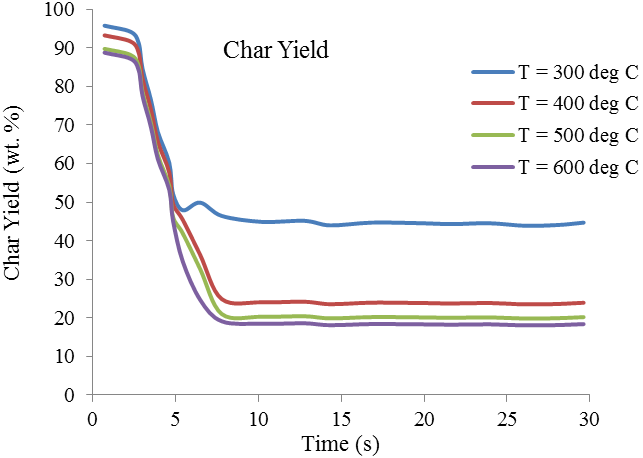 Char Yield
Char Yield (wt. %)
100
90
80
70
60
50
40
30
20
10
0
T = 300 deg C
T = 400 deg C
T = 500 deg C
T = 600 deg C
0 5 10 15 20 25 30
Time (s)